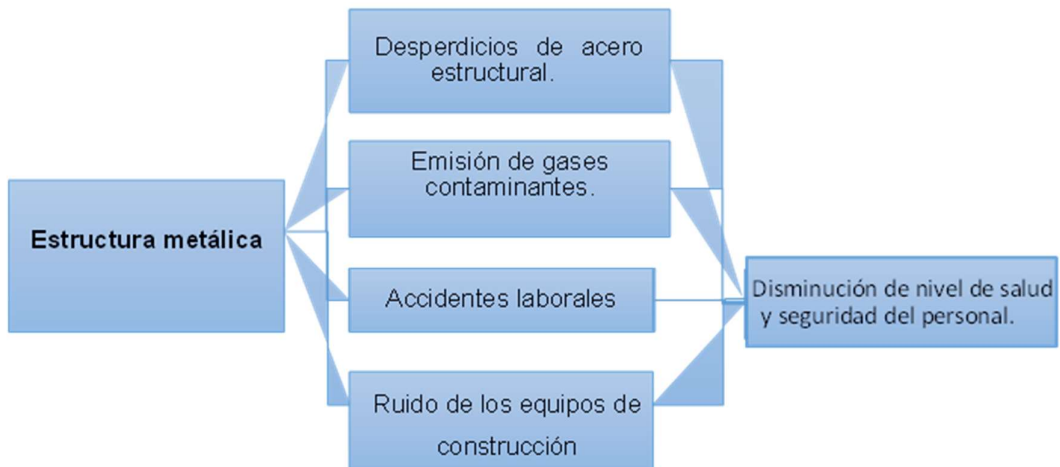 Desperdicios de acero
estructural.
Emisión de gases
contaminantes.
Estructura metálica
Accidentes laborales
Disminución de nivel de salud
y seguridad del personal.
Ruido de los equipos de
construcción